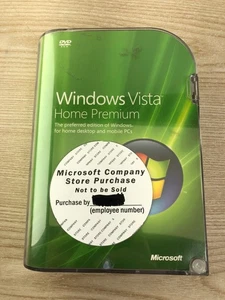 DVD
Windows Vista
Home Premium
The preferred edition of Windows
for home desktop and mobile PCs
Microsoft Company
Store Purchase
Not to be Sold
Purchase by
(employee number)
Microsoft